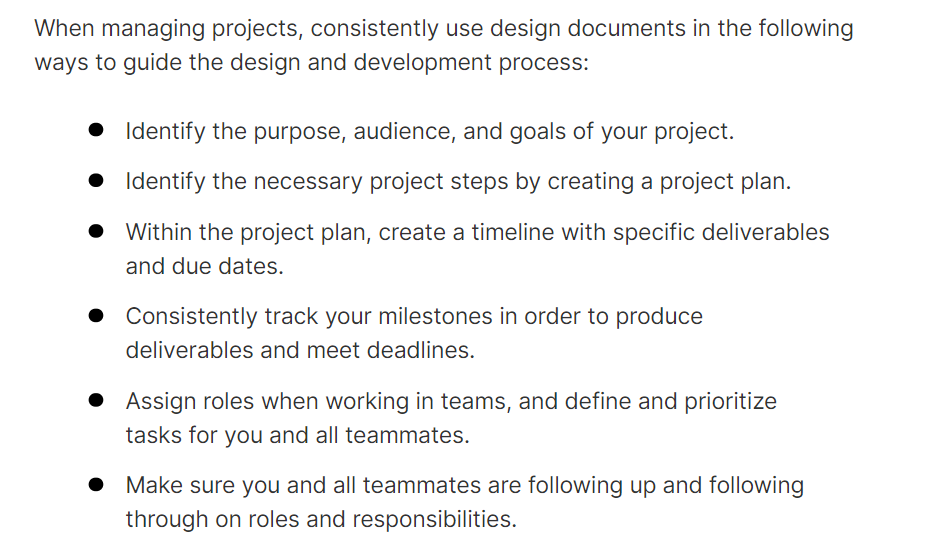 When managing projects, consistently use design documents in the following
ways to guide the design and development process:
● Identify the purpose, audience, and goals of your project.
● Identify the necessary project steps by creating a project plan.
● Within the project plan, create a timeline with specific deliverables
and due dates.
● Consistently track your milestones in order to produce
deliverables and meet deadlines.
● Assign roles when working in teams, and define and prioritize
tasks for you and all teammates.
● Make sure you and all teammates are following up and following
through on roles and responsibilities.